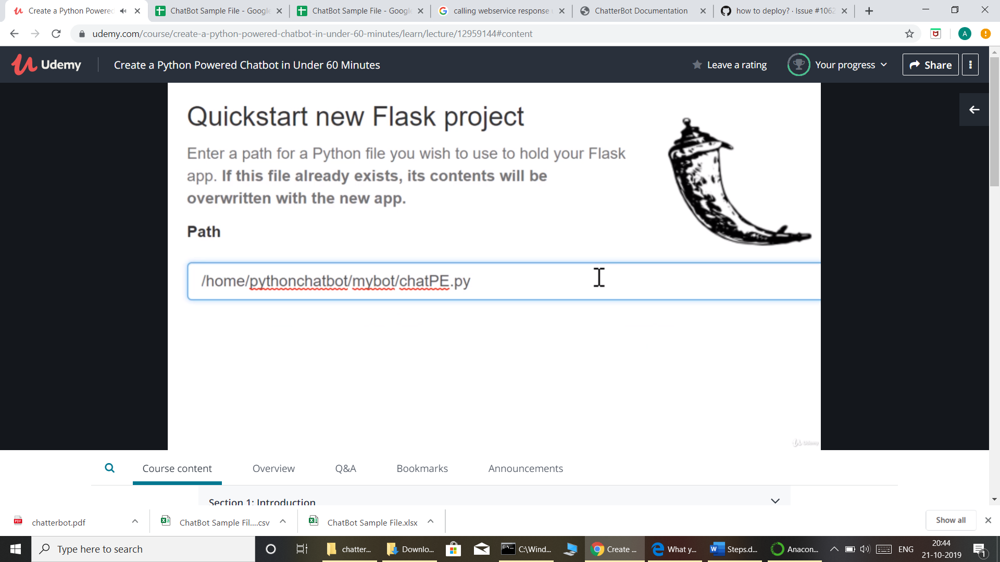 Create a Python Powered
ChatBot Sample File - Google
ChatBot Sample File - Google
calling webservice response
ChatterBot Documentation
how to deploy? · Issue #1062
udemy.com/course/create-a-python-powered-chatbot-in-under-60-minutes/learn/lecture/12959144#content
A
Udemy
Create a Python Powered Chatbot in Under 60 Minutes
Leave a rating
Your progress
Share
Quickstart new Flask project
Enter a path for a Python file you wish to use to hold your Flask
app. If this file already exists, its contents will be
overwritten with the new app.
Path
/home/pythonchatbot/mybot/chatPE.py
Udemy
Course content
Overview
Q&A
Bookmarks
Announcements
Section 1: Introduction
chatterbot.pdf
ChatBot Sample Fil....csv
ChatBot Sample File.xlsx
Show all
Type here to search
chatter...
Downlo...
C:\Wind...
Create ...
What y...
Steps.d...
Anacon...
ENG
20:44
21-10-2019
1